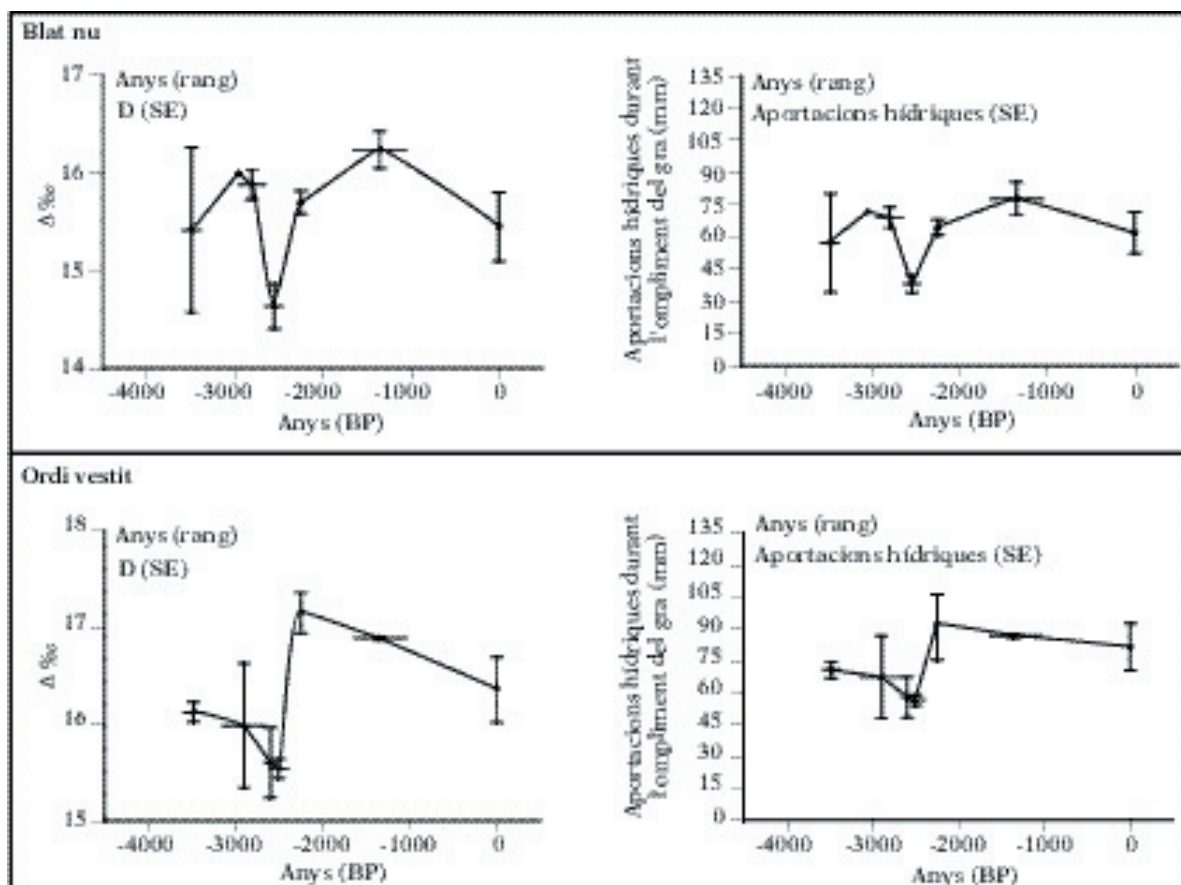 Blat nu
17
16
15
14
Δ‰
Anys (rang)
D (SE)
-4000 -3000 -2000 -1000 0
Anys (BP)
Aportacions hídriques durant
l'ompliment del gra (mm)
135
120
105
90
75
60
45
30
15
0
Anys (rang)
Aportacions hídriques (SE)
-4000 -3000 -2000 -1000 0
Anys (BP)
Ordi vestit
18
17
16
15
Δ‰
Anys (rang)
D (SE)
-4000 -3000 -2000 -1000 0
Anys (BP)
Aportacions hídriques durant
l'ompliment del gra (mm)
135
120
105
90
75
60
45
30
15
0
Anys (rang)
Aportacions hídriques (SE)
-4000 -3000 -2000 -1000 0
Anys (BP)